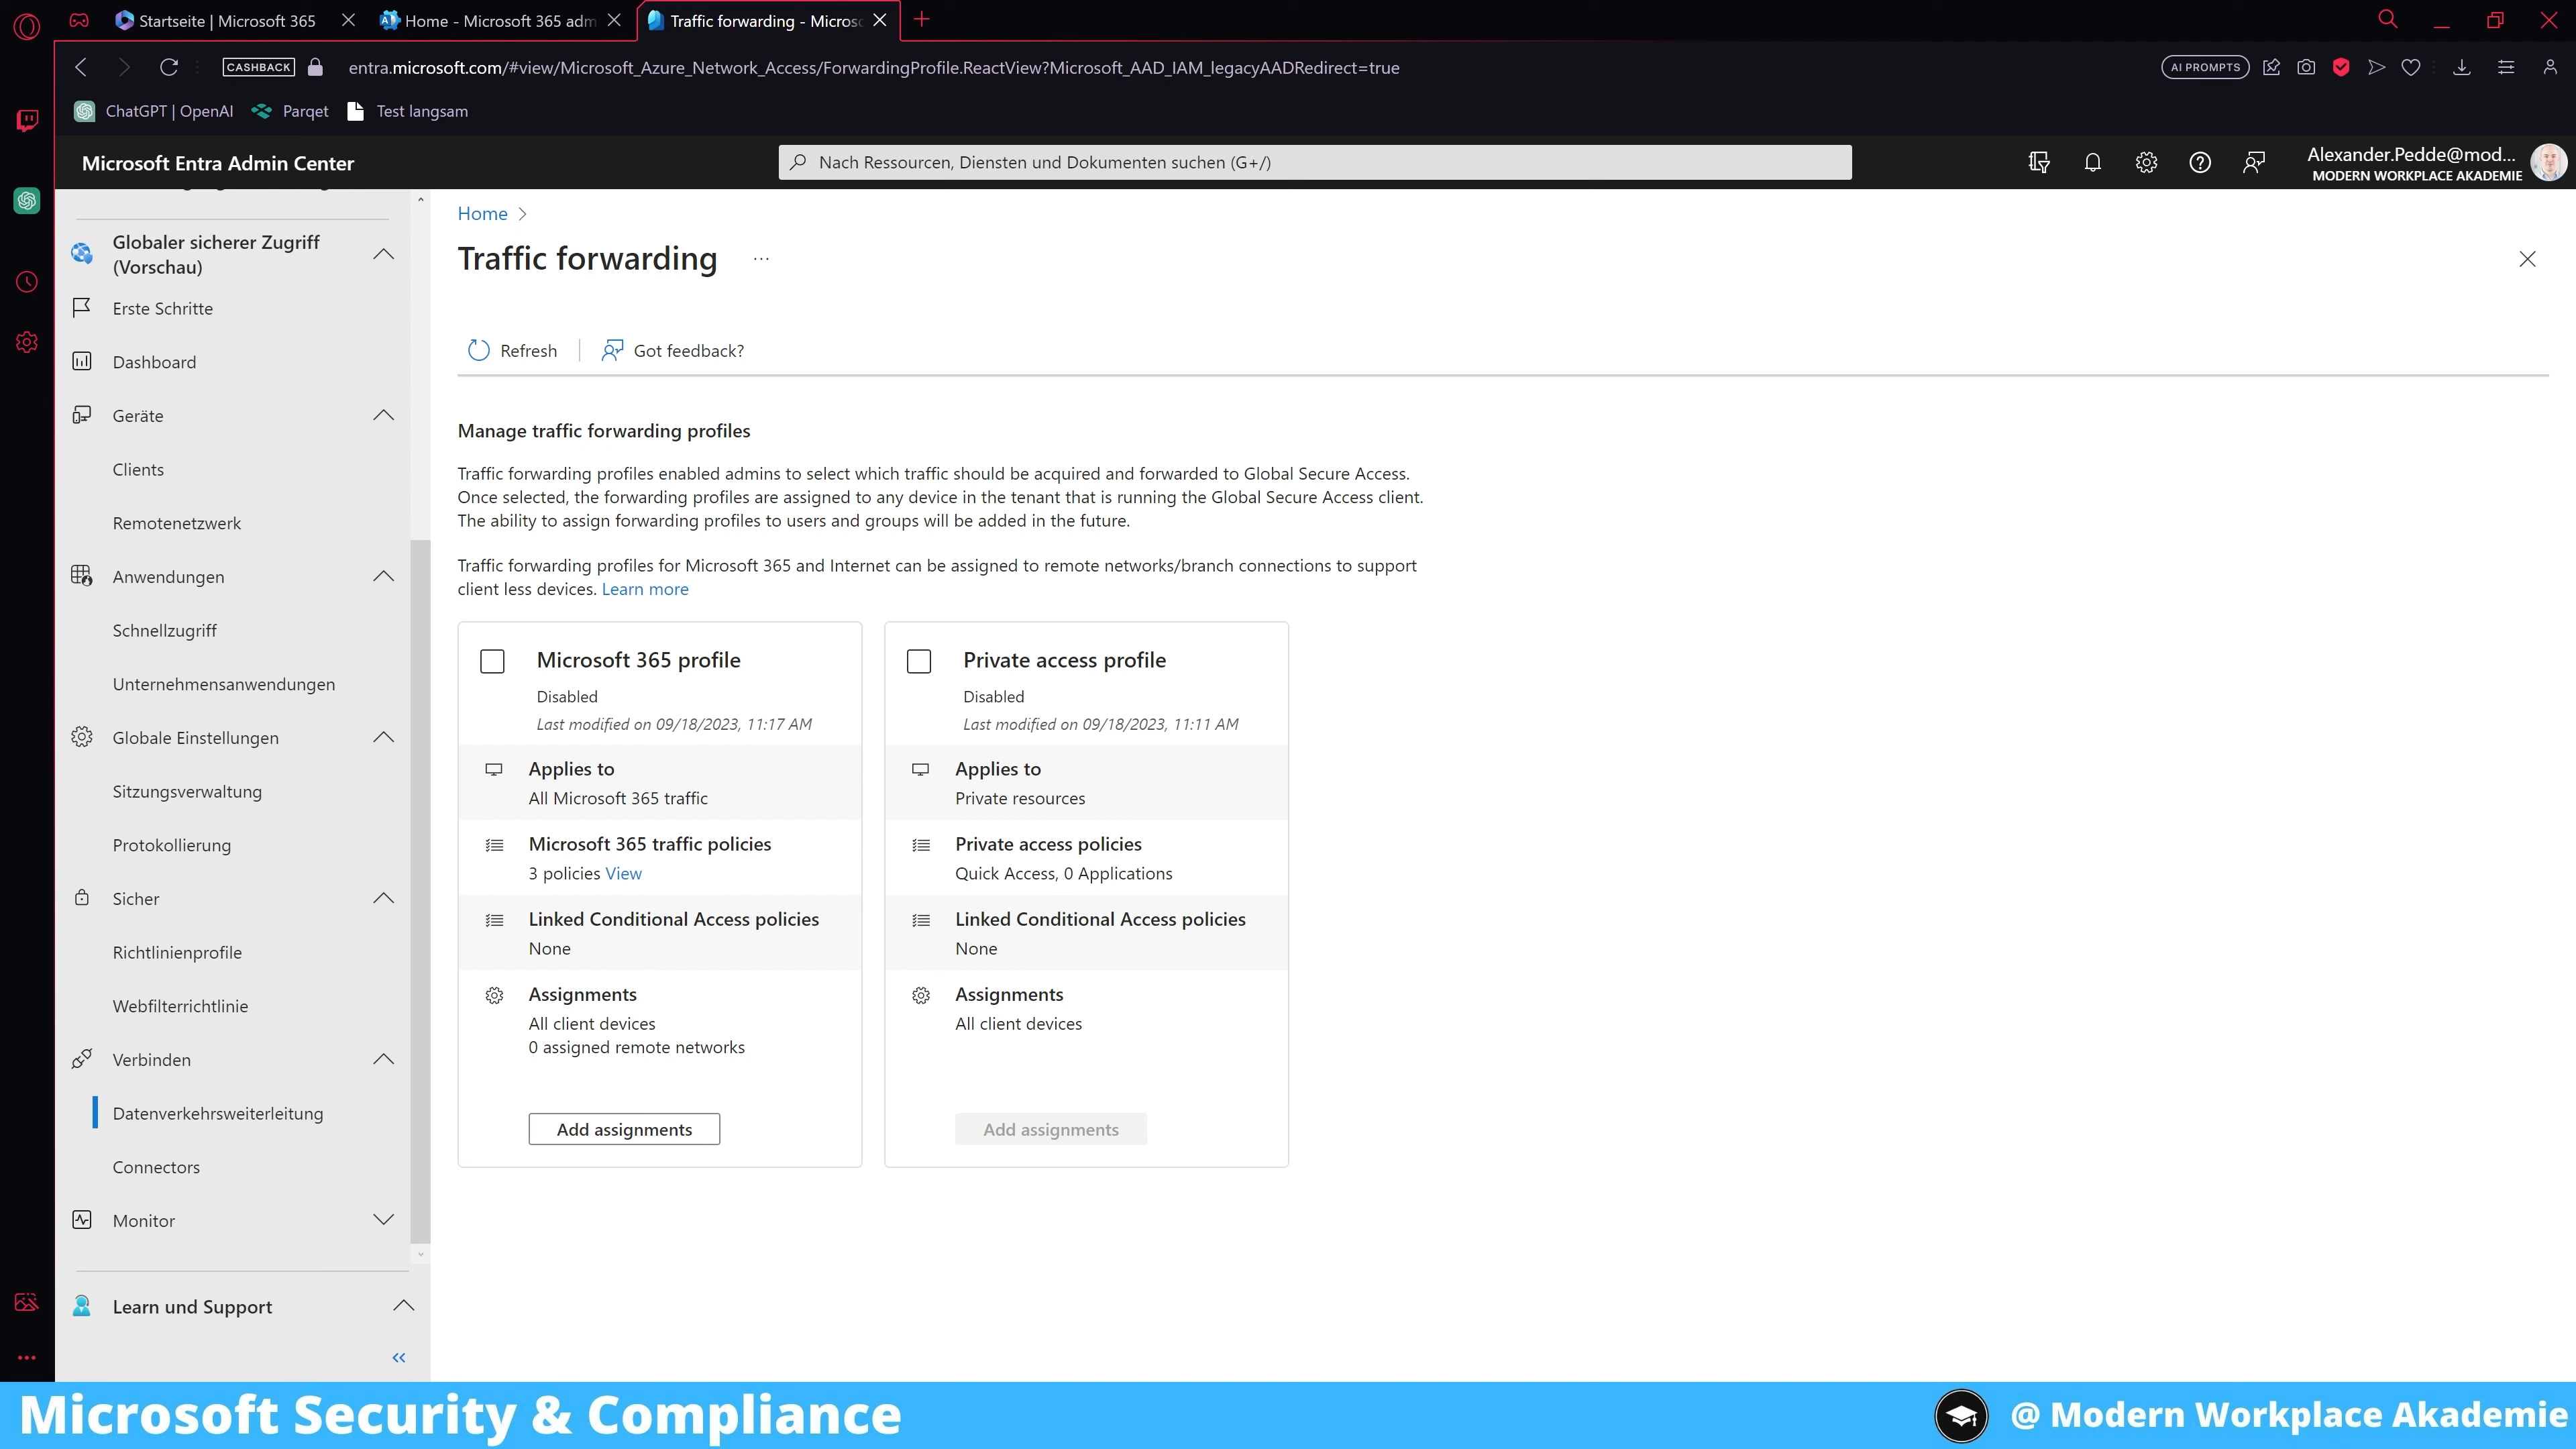 Startseite | Microsoft 365
Home - Microsoft 365 adm
Traffic forwarding - Micros
CASHBACK
entra.microsoft.com/#view/Microsoft_Azure_Network_Access/ForwardingProfile.ReactView?Microsoft_AAD_IAM_legacyAADRedirect=true
AI PROMPTS
ChatGPT | OpenAI
Parqet
Test langsam
Microsoft Entra Admin Center
Nach Ressourcen, Diensten und Dokumenten suchen (G+/)
Alexander.Pedde@mod...
MODERN WORKPLACE AKADEMIE
Globaler sicherer Zugriff
(Vorschau)
Erste Schritte
Dashboard
Geräte
Clients
Remotenetzwerk
Anwendungen
Schnellzugriff
Unternehmensanwendungen
Globale Einstellungen
Sitzungsverwaltung
Protokollierung
Sicher
Richtlinienprofile
Webfilterrichtlinie
Verbinden
Datenverkehrsweiterleitung
Connectors
Monitor
Learn und Support
Home
Traffic forwarding
Refresh
Got feedback?
Manage traffic forwarding profiles
Traffic forwarding profiles enabled admins to select which traffic should be acquired and forwarded to Global Secure Access.
Once selected, the forwarding profiles are assigned to any device in the tenant that is running the Global Secure Access client.
The ability to assign forwarding profiles to users and groups will be added in the future.
Traffic forwarding profiles for Microsoft 365 and Internet can be assigned to remote networks/branch connections to support
client less devices. Learn more
Microsoft 365 profile
Disabled
Last modified on 09/18/2023, 11:17 AM
Applies to
All Microsoft 365 traffic
Microsoft 365 traffic policies
3 policies View
Linked Conditional Access policies
None
Assignments
All client devices
0 assigned remote networks
Add assignments
Private access profile
Disabled
Last modified on 09/18/2023, 11:11 AM
Applies to
Private resources
Private access policies
Quick Access, 0 Applications
Linked Conditional Access policies
None
Assignments
All client devices
Add assignments
Microsoft Security & Compliance
@ Modern Workplace Akademie